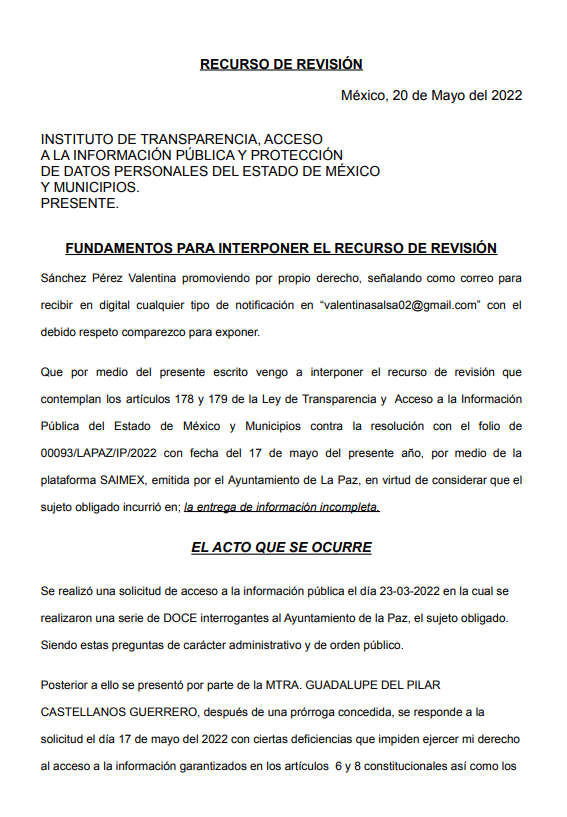 RECURSO DE REVISIÓN
México, 20 de Mayo del 2022
INSTITUTO DE TRANSPARENCIA, ACCESO
A LA INFORMACIÓN PÚBLICA Y PROTECCIÓN
DE DATOS PERSONALES DEL ESTADO DE MÉXICO
Y MUNICIPIOS.
PRESENTE.
FUNDAMENTOS PARA INTERPONER EL RECURSO DE REVISIÓN
Sánchez Pérez Valentina promoviendo por propio derecho, señalando como correo para
recibir en digital cualquier tipo de notificación en “valentinasalsa02@gmail.com” con el
debido respeto comparezco para exponer.
Que por medio del presente escrito vengo a interponer el recurso de revisión que
contemplan los artículos 178 y 179 de la Ley de Transparencia y Acceso a la Información
Pública del Estado de México y Municipios contra la resolución con el folio de
00093/LAPAZ/IP/2022 con fecha del 17 de mayo del presente año, por medio de la
plataforma SAIMEX, emitida por el Ayuntamiento de La Paz, en virtud de considerar que el
sujeto obligado incurrió en; la entrega de información incompleta.
EL ACTO QUE SE OCURRE
Se realizó una solicitud de acceso a la información pública el día 23-03-2022 en la cual se
realizaron una serie de DOCE interrogantes al Ayuntamiento de la Paz, el sujeto obligado.
Siendo estas preguntas de carácter administrativo y de orden público.
Posterior a ello se presentó por parte de la MTRA. GUADALUPE DEL PILAR
CASTELLANOS GUERRERO, después de una prórroga concedida, se responde a la
solicitud el día 17 de mayo del 2022 con ciertas deficiencias que impiden ejercer mi derecho
al acceso a la información garantizados en los artículos 6 y 8 constitucionales así como los